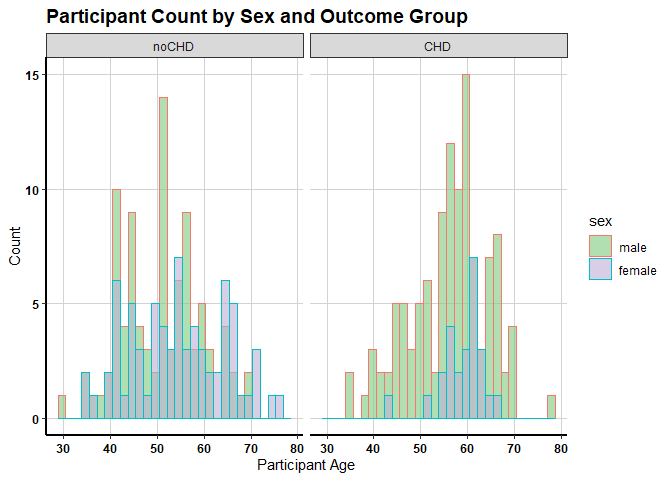 Participant Count by Sex and Outcome Group
noCHD CHD
15
10
5
0
Count
30 40 50 60 70 80 30 40 50 60 70 80
Participant Age
sex
male
female